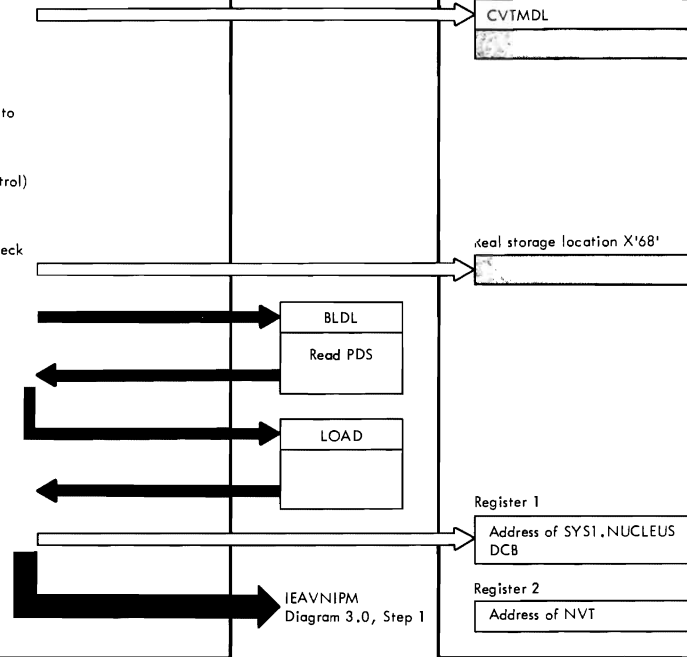 CVTMDL
to
trol)
eck
Real storage location X'68'
BLDL
Read PDS
LOAD
Register 1
Address of SYS1.NUCLEUS
DCB
Register 2
Address of NVT
IEAVNIPM
Diagram 3.0, Step 1